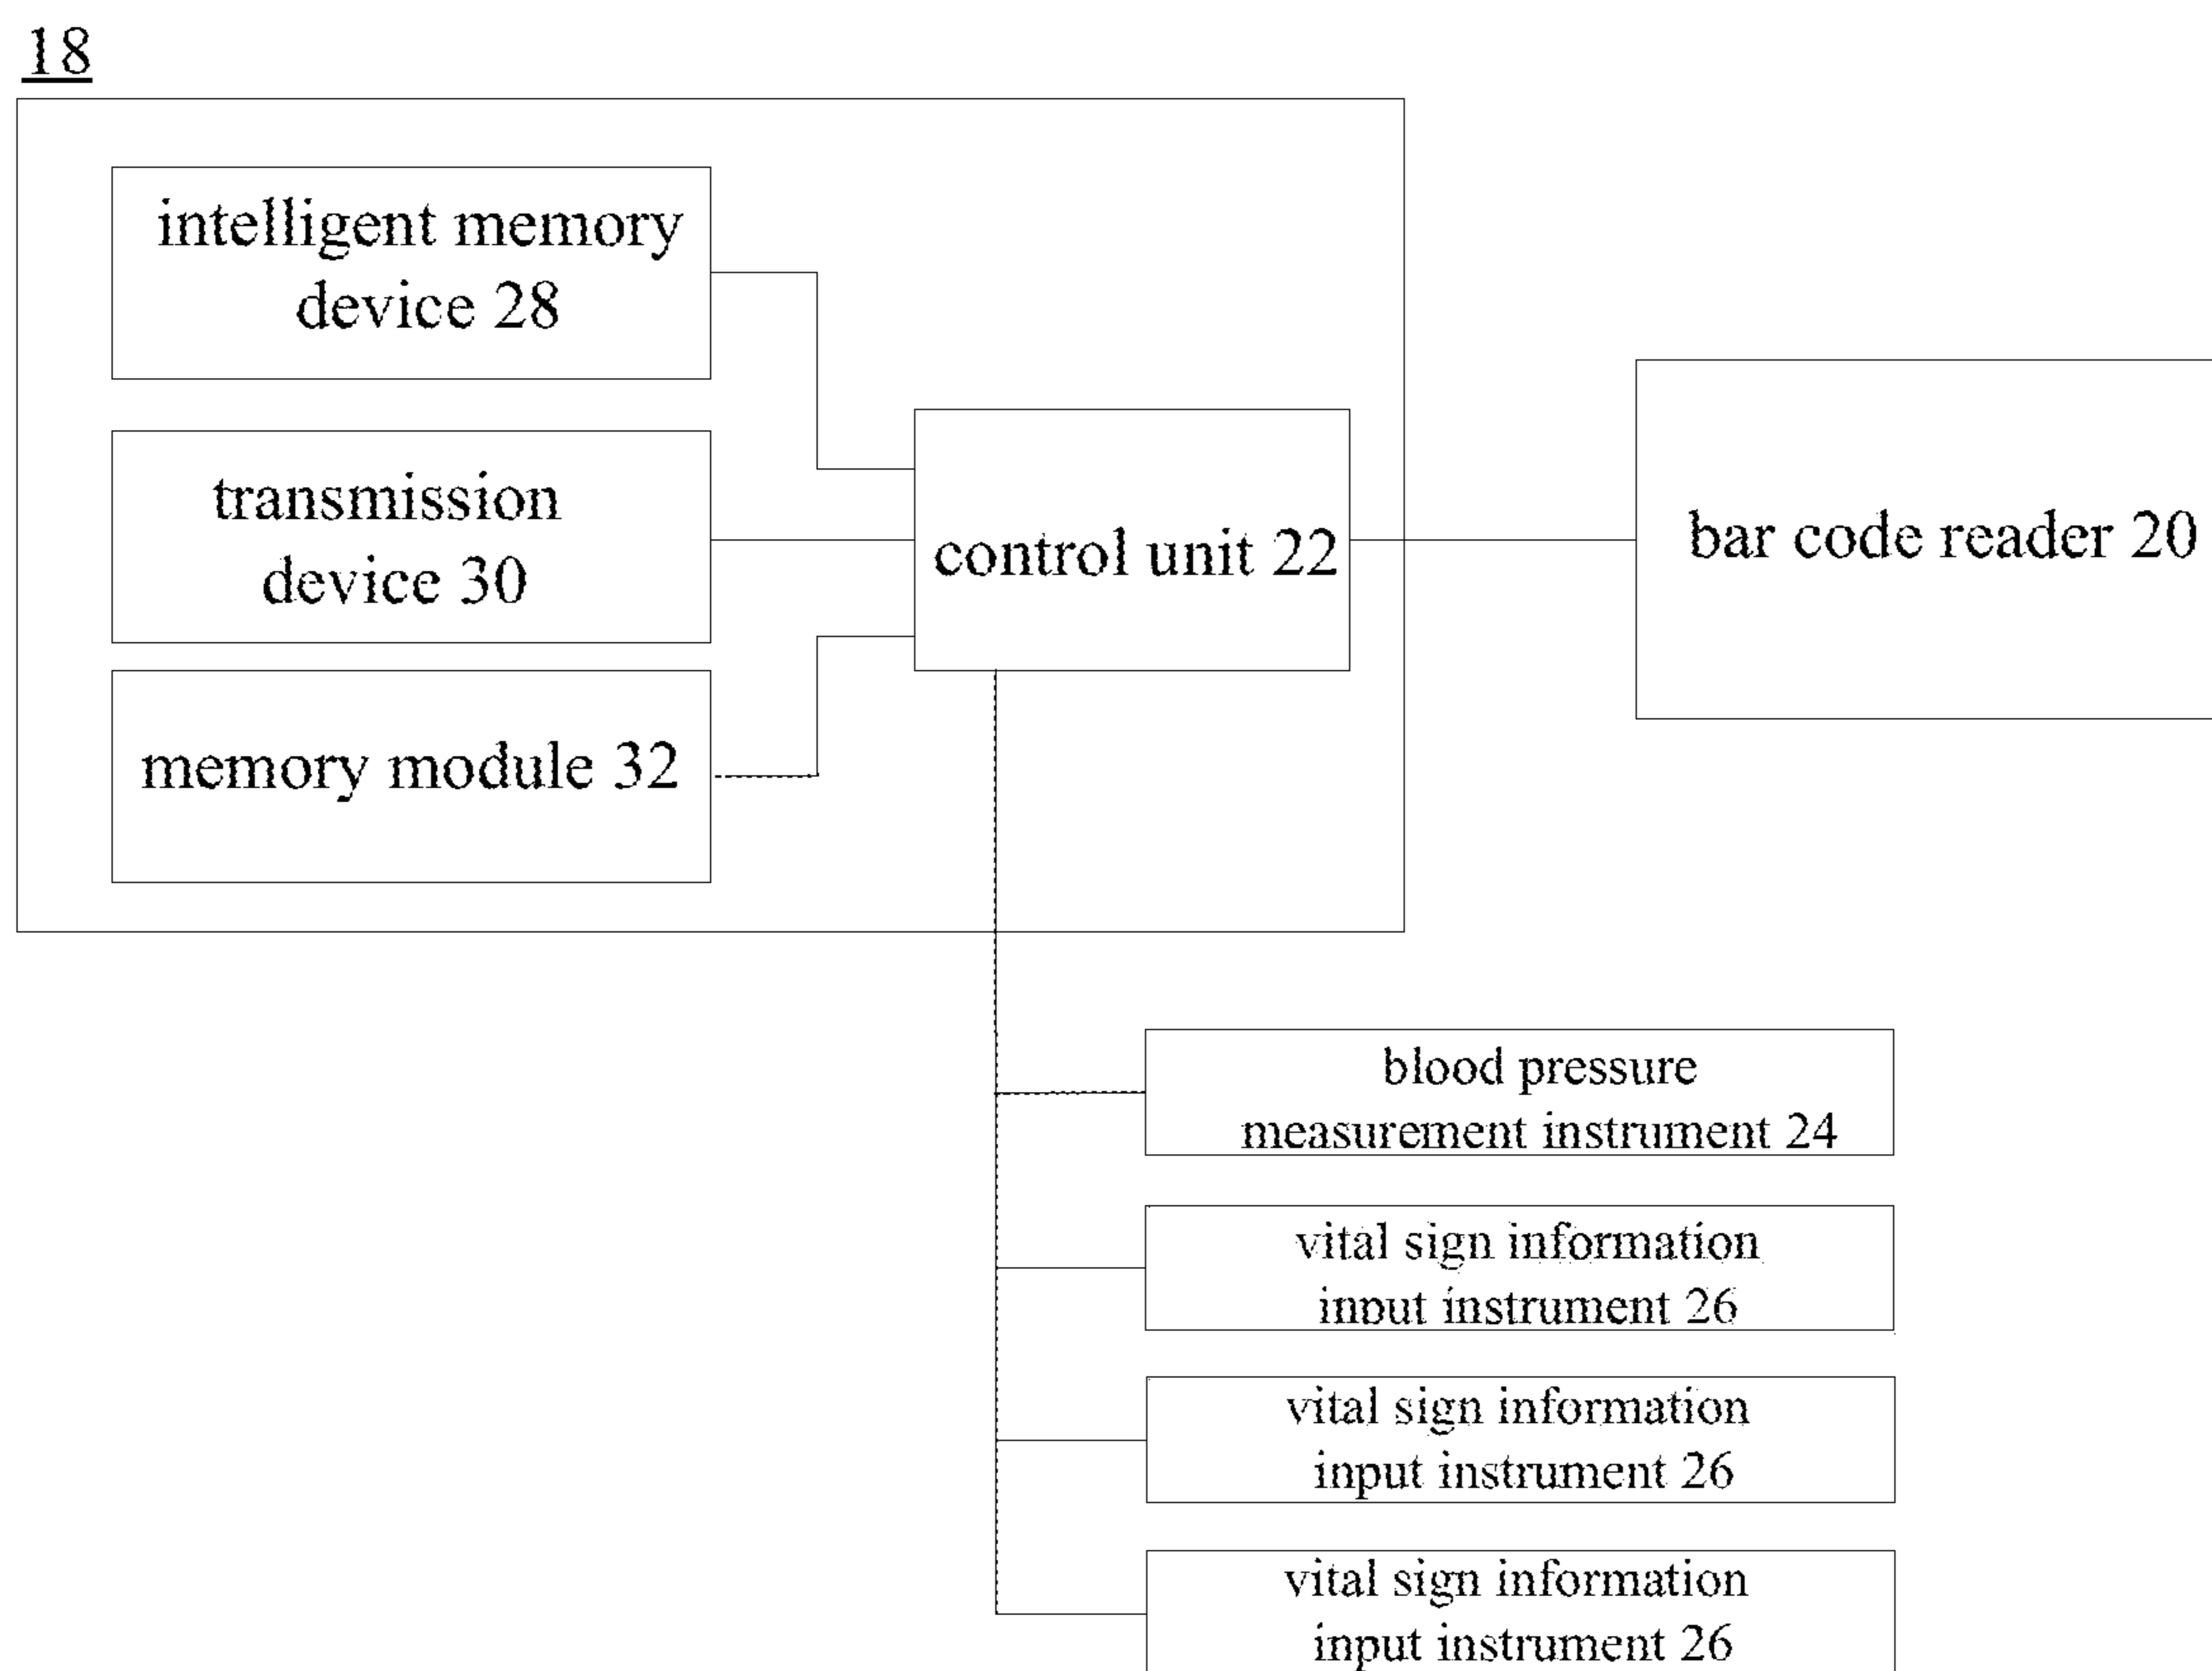 18
intelligent memory
device 28
transmission
device 30
memory module 32
control unit 22
bar code reader 20
blood pressure
measurement instrument 24
vital sign information
input instrument 26
vital sign information
input instrument 26
vital sign information
input instrument 26